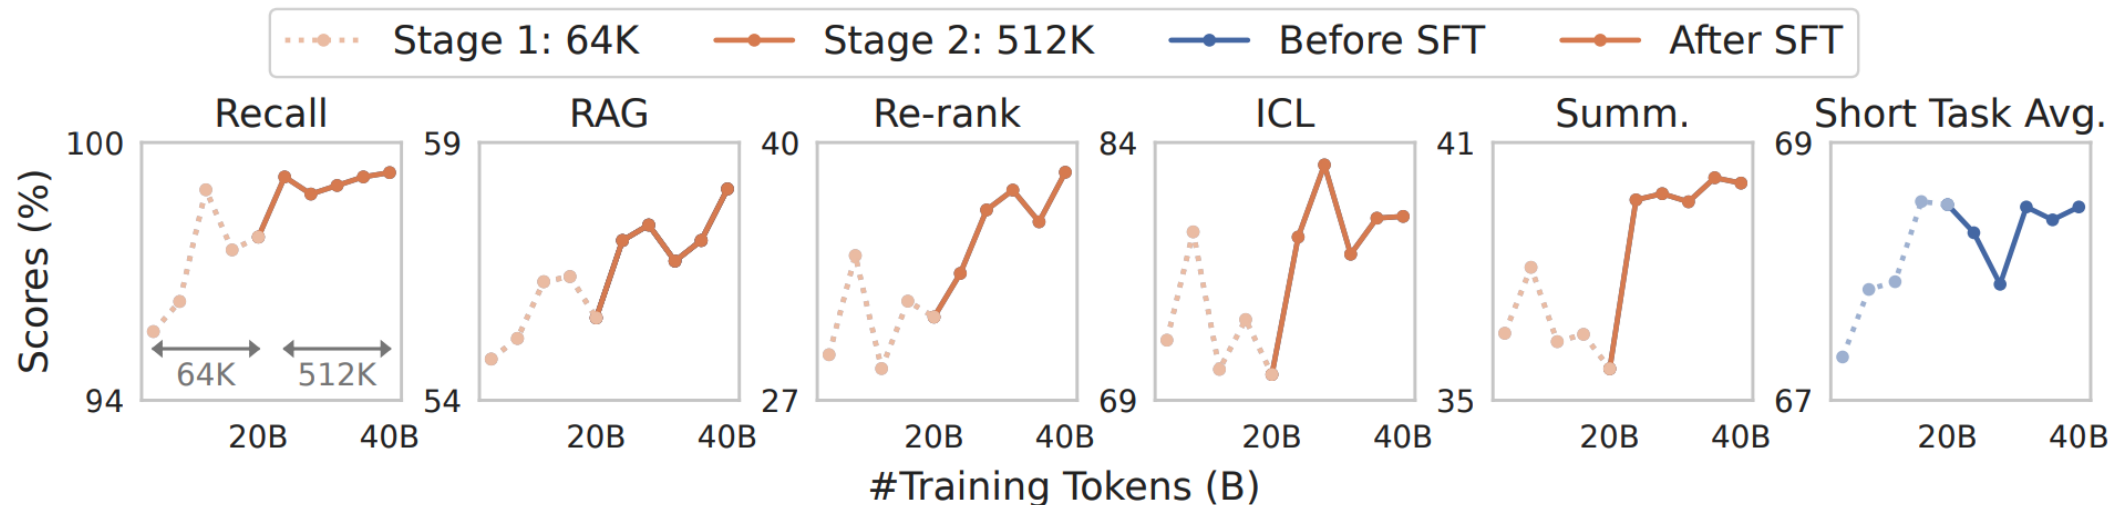 Stage 1: 64K Stage 2: 512K Before SFT After SFT
Recall RAG Re-rank ICL Summ. Short Task Avg.
100 59 40 84 41 69
Scores (%)
64K 512K
94 54 27 69 35 67
20B 40B 20B 40B 20B 40B 20B 40B 20B 40B 20B 40B
#Training Tokens (B)